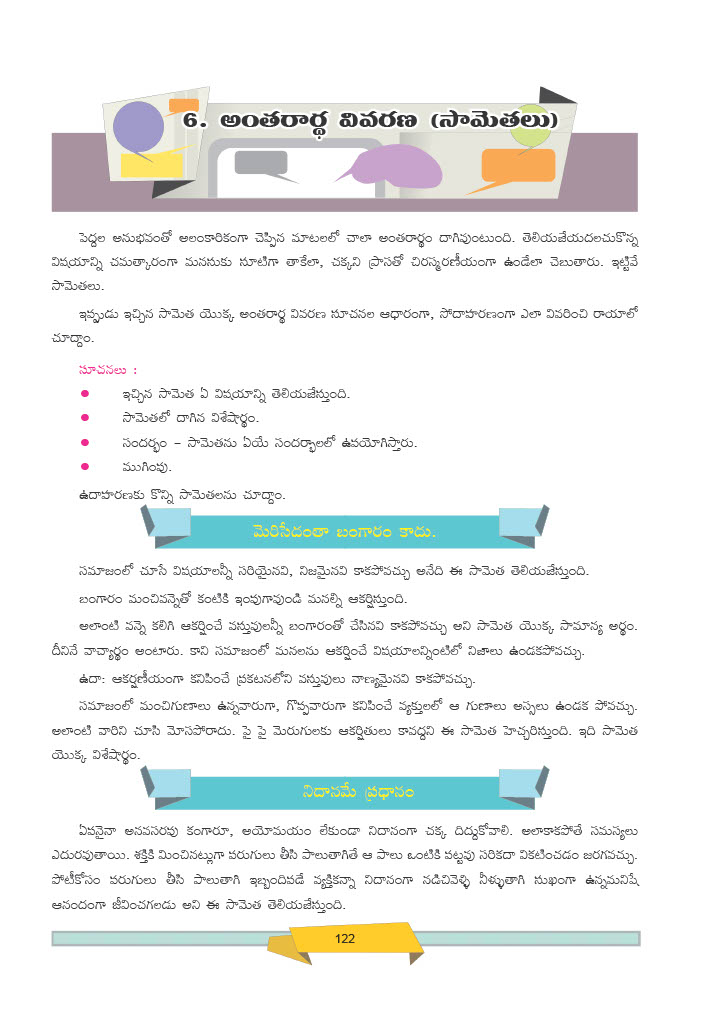 6. అంతరార్థ వివరణ (సామెతలు)
పెద్దల అనుభవంతో అలంకారికంగా చెప్పిన మాటలలో చాలా అంతరార్థం దాగివుంటుంది. తెలియజేయదలచుకొన్న
విషయాన్ని చమత్కారంగా మనసుకు సూటిగా తాకేలా, చక్కని ప్రాసతో చిరస్మరణీయంగా ఉండేలా చెబుతారు. ఇట్టివే
సామెతలు.
ఇప్పుడు ఇచ్చిన సామెత యొక్క అంతరార్థ వివరణ సూచనల ఆధారంగా, సోదాహరణంగా ఎలా వివరించి రాయాలో
చూద్దాం.
సూచనలు :
● ఇచ్చిన సామెత ఏ విషయాన్ని తెలియజేస్తుంది.
● సామెతలో దాగిన విశేషార్థం.
● సందర్భం – సామెతను ఏయే సందర్భాలలో ఉపయోగిస్తారు.
● ముగింపు.
ఉదాహరణకు కొన్ని సామెతలను చూద్దాం.
మెరిసేదంతా బంగారం కాదు.
సమాజంలో చూసే విషయాలన్నీ సరియైనవి, నిజమైనవి కాకపోవచ్చు అనేది ఈ సామెత తెలియజేస్తుంది.
బంగారం మంచివన్నెతో కంటికి ఇంపుగావుండి మనల్ని ఆకర్షిస్తుంది.
అలాంటి వన్నె కలిగి ఆకర్షించే వస్తువులన్నీ బంగారంతో చేసినవి కాకపోవచ్చు అని సామెత యొక్క సామాన్య అర్థం.
దీనినే వాచ్యార్థం అంటారు. కాని సమాజంలో మనలను ఆకర్షించే విషయాలన్నింటిలో నిజాలు ఉండకపోవచ్చు.
ఉదా: ఆకర్షణీయంగా కనిపించే ప్రకటనలోని వస్తువులు నాణ్యమైనవి కాకపోవచ్చు.
సమాజంలో మంచిగుణాలు ఉన్నవారుగా, గొప్పవారుగా కనిపించే వ్యక్తులలో ఆ గుణాలు అస్సలు ఉండక పోవచ్చు.
అలాంటి వారిని చూసి మోసపోరాదు. పై పై మెరుగులకు ఆకర్షితులు కావద్దని ఈ సామెత హెచ్చరిస్తుంది. ఇది సామెత
యొక్క విశేషార్థం.
నిదానమే ప్రధానం
ఏపనైనా అనవసరపు కంగారూ, అయోమయం లేకుండా నిదానంగా చక్క దిద్దుకోవాలి. అలాకాకపోతే సమస్యలు
ఎదురవుతాయి. శక్తికి మించినట్లుగా పరుగులు తీసి పాలుతాగితే ఆ పాలు ఒంటికి పట్టవు సరికదా వికటించడం జరగవచ్చు.
పోటీకోసం పరుగులు తీసి పాలుతాగి ఇబ్బందిపడే వ్యక్తికన్నా నిదానంగా నడిచివెళ్ళి నీళ్ళుతాగి సుఖంగా ఉన్నమనిషే
ఆనందంగా జీవించగలడు అని ఈ సామెత తెలియజేస్తుంది.
122